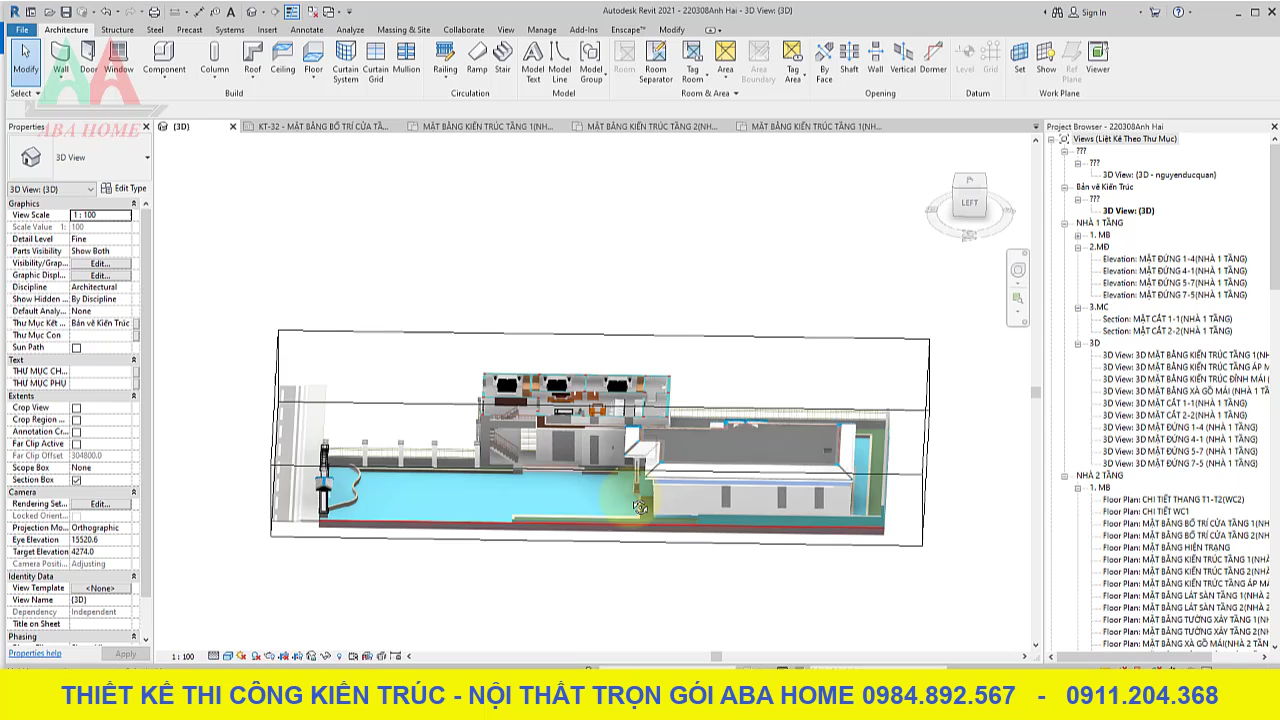 Autodesk Revit 2021 - 220308Anh Hai - 3D View: {3D}
Sign In
File Architecture Structure Steel Precast Systems Insert Annotate Analyze Massing & Site Collaborate View Manage Add-Ins Enscape™ Modify
Modify Wall Door Window Component Column Roof Ceiling Floor Curtain System Curtain Grid Mullion Railing Ramp Stair Model Text Model Line Model Group Room Room Separator Tag Room Area Area Boundary Tag Area By Face Shaft Wall Vertical Dormer Level Grid Set Show Ref Plane Viewer
Select Build Circulation Model Room & Area Opening Datum Work Plane
ABA HOME
Properties
{3D}
KT-32 - MẶT BẰNG BỐ TRÍ CỬA TẦ...
MẶT BẰNG KIẾN TRÚC TẦNG 1(NH...
MẶT BẰNG KIẾN TRÚC TẦNG 2(NH...
MẶT BẰNG KIẾN TRÚC TẦNG 1(NH...
Project Browser - 220308Anh Hai
3D View
3D View: {3D}
Edit Type
Graphics
View Scale 1 : 100
Scale Value 1: 100
Detail Level Fine
Parts Visibility Show Both
Visibility/Grap... Edit...
Graphic Displ... Edit...
Discipline Architectural
Show Hidden ... By Discipline
Default Analy... None
Thư Mục Kết ... Bản vẽ Kiến Trúc
Thư Mục Con
Sun Path
Text
THƯ MỤC CH...
THƯ MỤC PHỤ
Extents
Crop View
Crop Region ...
Annotation Cr...
Far Clip Active
Far Clip Offset 304800.0
Scope Box None
Section Box
Camera
Rendering Set... Edit...
Locked Orient...
Projection Mo... Orthographic
Eye Elevation 15520.6
Target Elevation 4274.0
Camera Positi... Adjusting
Identity Data
View Template <None>
View Name {3D}
Dependency Independent
Title on Sheet
Phasing
Properties help
Apply
LEFT
1 : 100
Views (Liệt Kê Theo Thư Mục)
???
???
3D View: {3D - nguyenducquan}
Bản vẽ Kiến Trúc
???
3D View: {3D}
NHÀ 1 TẦNG
1. MB
2.MĐ
Elevation: MẶT ĐỨNG 1-4(NHÀ 1 TẦNG)
Elevation: MẶT ĐỨNG 4-1(NHÀ 1 TẦNG)
Elevation: MẶT ĐỨNG 5-7(NHÀ 1 TẦNG)
Elevation: MẶT ĐỨNG 7-5(NHÀ 1 TẦNG)
3.MC
Section: MẶT CẮT 1-1(NHÀ 1 TẦNG)
Section: MẶT CẮT 2-2(NHÀ 1 TẦNG)
3D
3D View: 3D MẶT BẰNG KIẾN TRÚC TẦNG 1(
3D View: 3D MẶT BẰNG KIẾN TRÚC TẦNG ÁP
3D View: 3D MẶT BẰNG KIẾN TRÚC ĐỈNH MÁI (
3D View: 3D MẶT BẰNG XÀ GỒ MÁI (NHÀ 1
3D View: 3D MẶT CẮT 1-1(NHÀ 1 TẦNG)
3D View: 3D MẶT CẮT 2-2(NHÀ 1 TẦNG)
3D View: 3D MẶT ĐỨNG 1-4(NHÀ 1 TẦNG)
3D View: 3D MẶT ĐỨNG 4-1(NHÀ 1 TẦNG)
3D View: 3D MẶT ĐỨNG 5-7(NHÀ 1 TẦNG)
3D View: 3D MẶT ĐỨNG 7-5(NHÀ 1 TẦNG)
NHÀ 2 TẦNG
1. MB
Floor Plan: CHI TIẾT THANG T1-T2(WC2)
Floor Plan: CHI TIẾT WC1
Floor Plan: MẶT BẰNG BỐ TRÍ CỬA TẦNG 1(NH
Floor Plan: MẶT BẰNG BỐ TRÍ CỬA TẦNG 2(NH
Floor Plan: MẶT BẰNG HIỆN TRẠNG
Floor Plan: MẶT BẰNG KIẾN TRÚC TẦNG 1(NH
Floor Plan: MẶT BẰNG KIẾN TRÚC TẦNG 2(NH
Floor Plan: MẶT BẰNG KIẾN TRÚC TẦNG ÁP M
Floor Plan: MẶT BẰNG LÁT SÀN TẦNG 1(NHÀ 2
Floor Plan: MẶT BẰNG LÁT SÀN TẦNG 2(NHÀ 2
Floor Plan: MẶT BẰNG TƯỜNG XÂY TẦNG 1(N
Floor Plan: MẶT BẰNG TƯỜNG XÂY TẦNG 2(N
Floor Plan: MẶT BẰNG XÀ GỒ MÁI(NHÀ 2 TẦN
THIẾT KẾ THI CÔNG KIẾN TRÚC - NỘI THẤT TRỌN GÓI ABA HOME 0984.892.567 - 0911.204.368